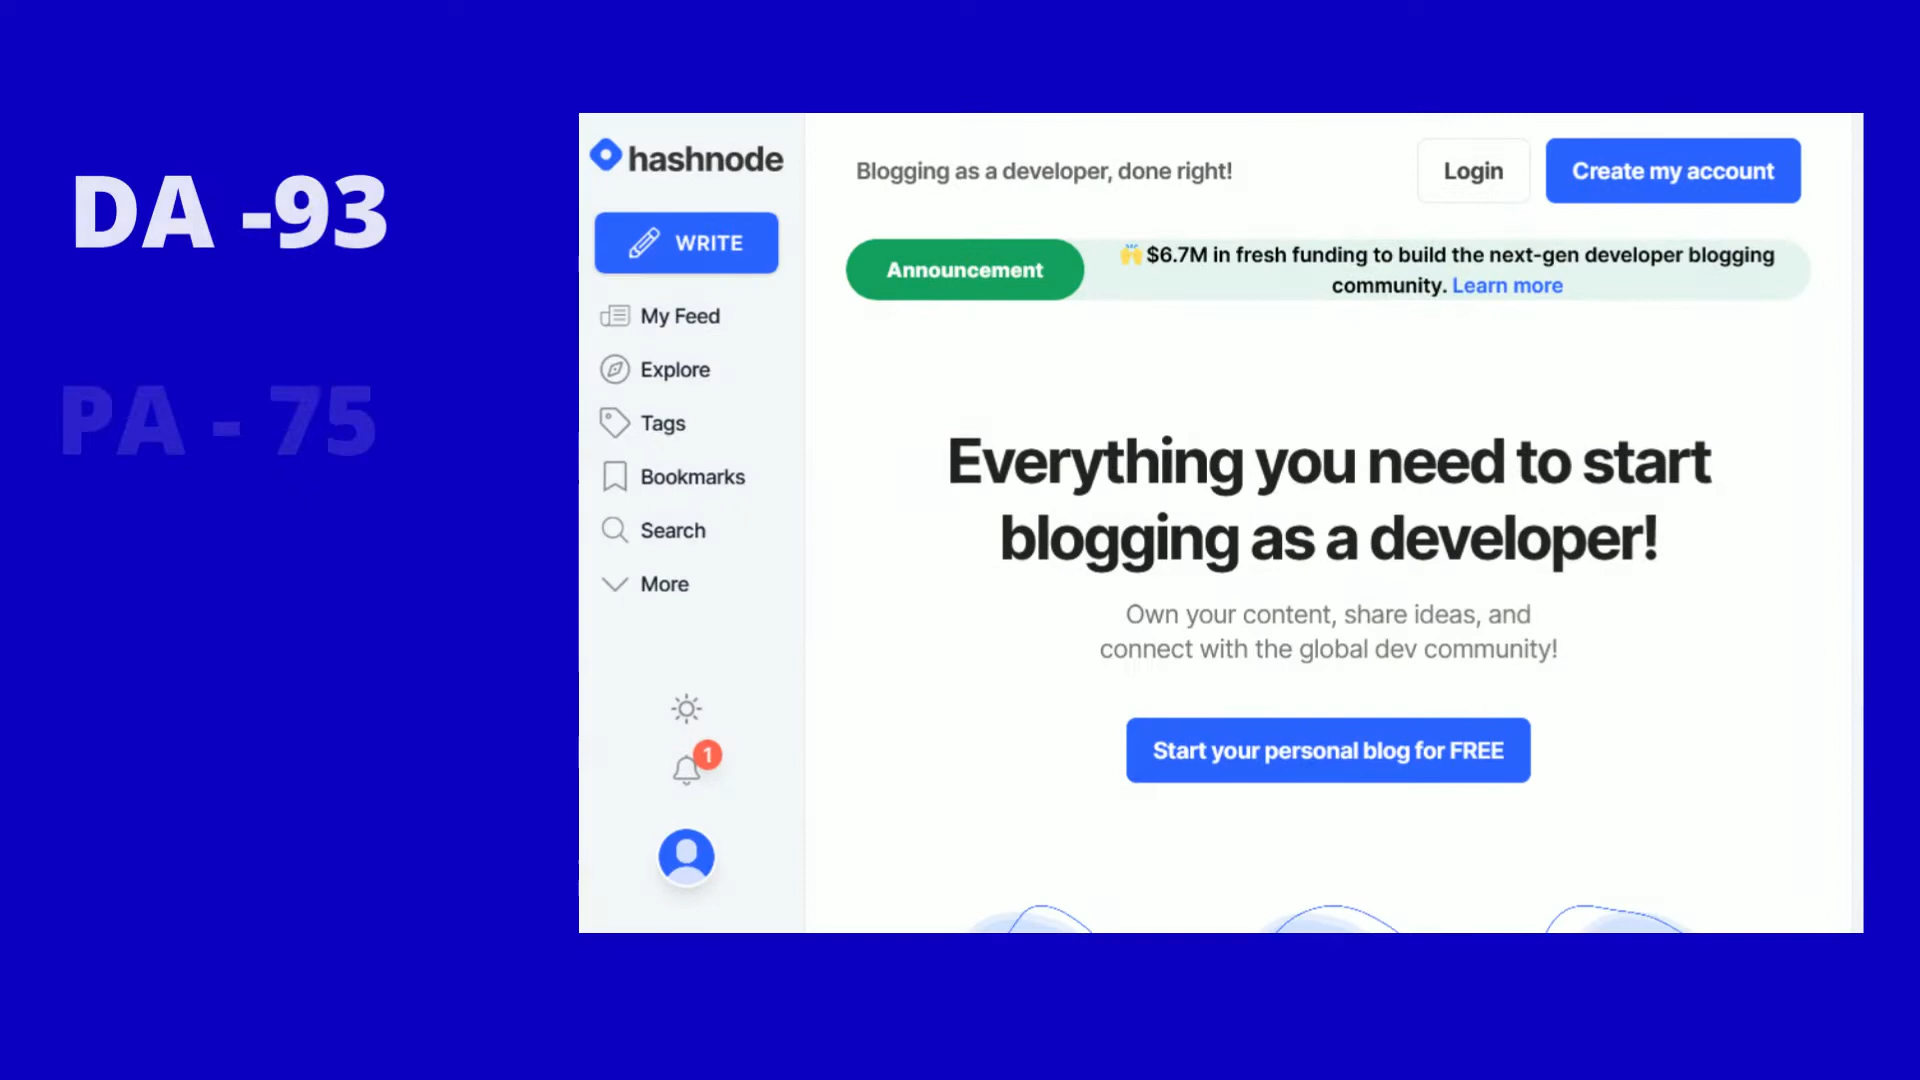 DA -93
PA - 75
hashnode
WRITE
My Feed
Explore
Tags
Bookmarks
Search
More
1
Blogging as a developer, done right!
Login
Create my account
Announcement
🙌 $6.7M in fresh funding to build the next-gen developer blogging
community. Learn more
Everything you need to start
blogging as a developer!
Own your content, share ideas, and
connect with the global dev community!
Start your personal blog for FREE